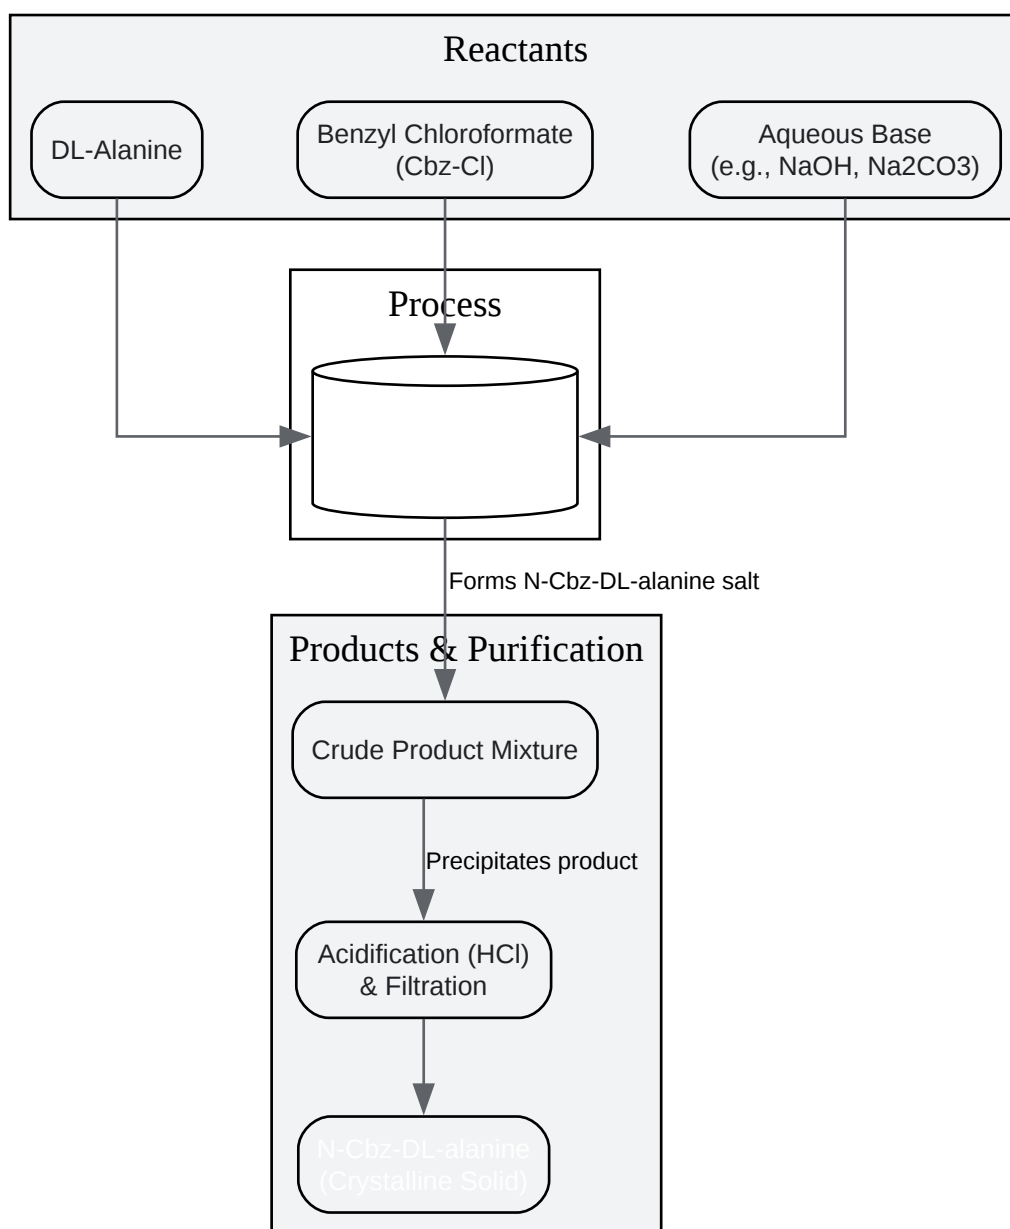 Reactants
DL-Alanine
Benzyl Chloroformate
(Cbz-Cl)
Aqueous Base
(e.g., NaOH, Na2CO3)
Process
Forms N-Cbz-DL-alanine salt
Products & Purification
Crude Product Mixture
Precipitates product
Acidification (HCl)
& Filtration
N-Cbz-DL-alanine
(Crystalline Solid)